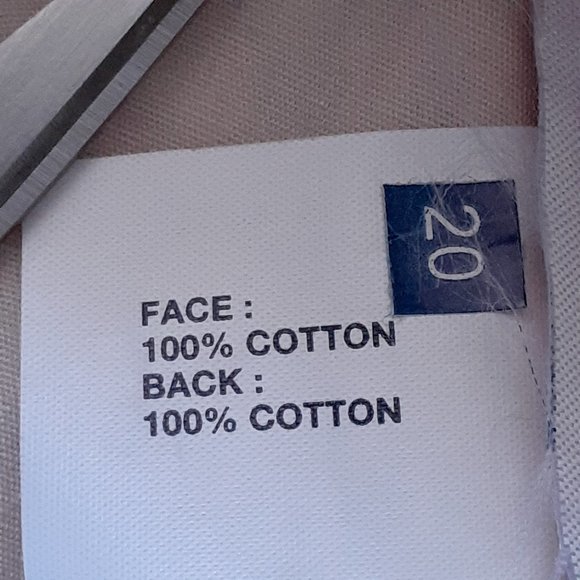 20
FACE :
100% COTTON
BACK :
100% COTTON